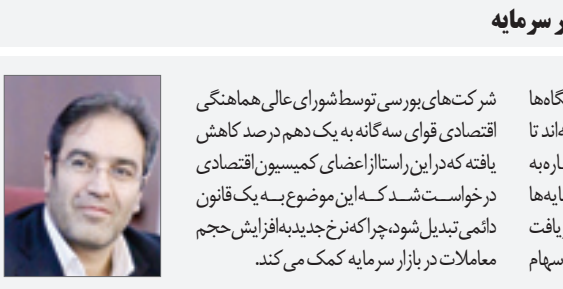 ر سرمایه
گاه‌ها
ه‌اند تا
اره به
ایه‌ها
یافت
سهام
شرکت‌های بورسی توسط شورای عالی هماهنگی
اقتصادی قوای سه گانه به یک دهم درصد کاهش
یافته که در این راستا از اعضای کمیسیون اقتصادی
درخواست شد که این موضوع به یک قانون
دائمی تبدیل شود، چرا که نرخ جدید به افزایش حجم
معاملات در بازار سرمایه کمک می کند.